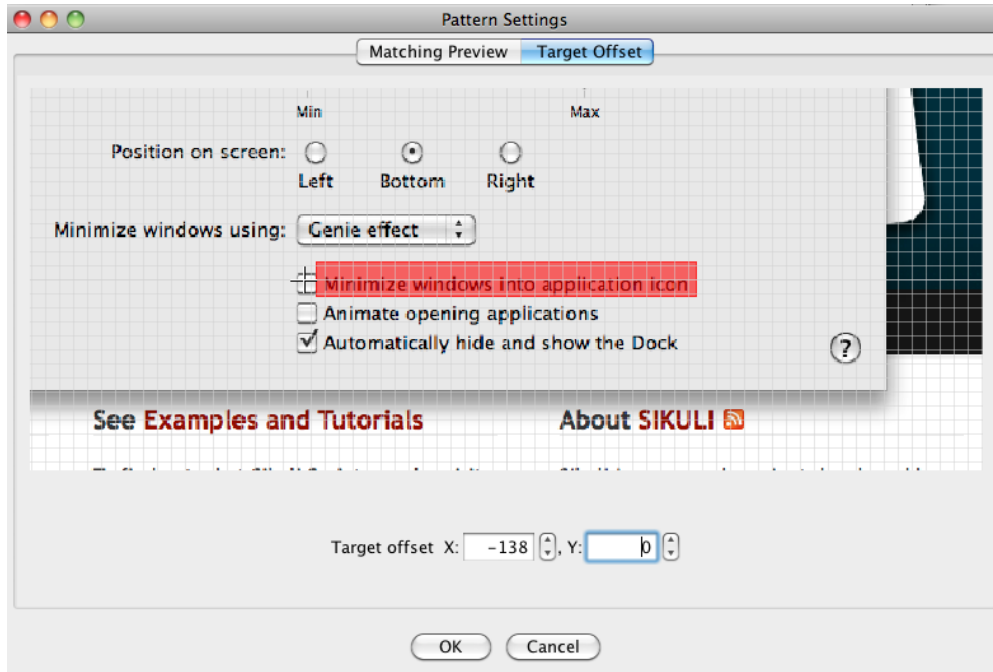 Pattern Settings
Matching Preview Target Offset
Min Max
Position on screen:
Left Bottom Right
Minimize windows using: Genie effect
Minimize windows into application icon
Animate opening applications
Automatically hide and show the Dock
?
See Examples and Tutorials About SIKULI
Target offset X: -138 , Y: 0
OK Cancel